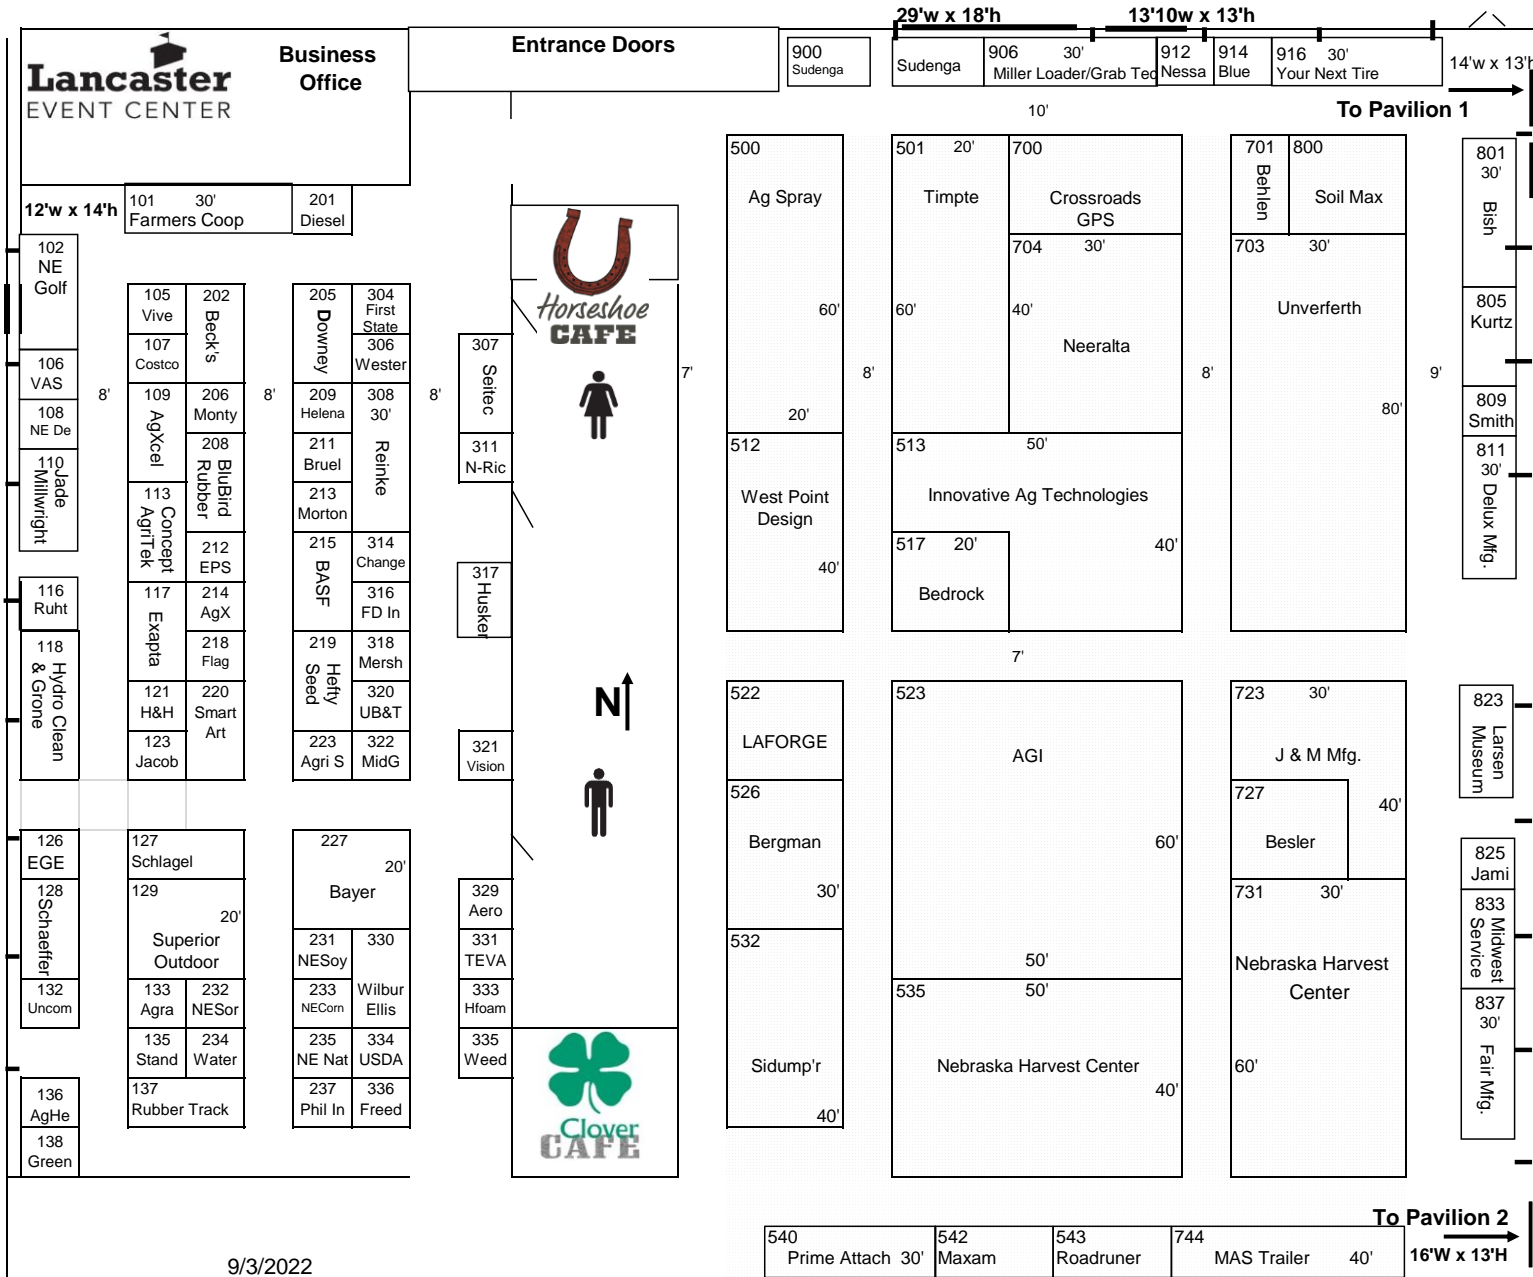 29'w x 18'h
13'10w x 13'h
Lancaster
EVENT CENTER
Business
Office
Entrance Doors
900
Sudenga
Sudenga
906 30'
Miller Loader/Grab Tec
912
Nessa
914
Blue
916 30'
Your Next Tire
14'w x 13'h
10'
To Pavilion 1
12'w x 14'h
101 30'
Farmers Coop
201
Diesel
102
NE
Golf
106
VAS
108
NE De
110 Jade
Millwright
116
Ruht
118
Hydro Clean
& Grone
126
EGE
128
Schaeffer
132
Uncom
136
AgHe
138
Green
8'
105
Vive
107
Costco
109
AgXcel
113
Concept
AgriTek
117
Exapta
121
H&H
123
Jacob
202
Beck's
206
Monty
208
BluBird
Rubber
212
EPS
214
AgX
218
Flag
220
Smart
Art
127
Schlagel
129
20'
Superior
Outdoor
133
Agra
232
NESor
135
Stand
234
Water
137
Rubber Track
8'
205
Downey
209
Helena
211
Bruel
213
Morton
215
BASF
219
Hefty
Seed
223
Agri S
304
First
State
306
Wester
308
30'
Reinke
314
Change
316
FD In
318
Mersh
320
UB&T
322
MidG
227
20'
Bayer
231
NESoy
330
Wilbur
Ellis
233
NECorn
235
NE Nat
334
USDA
237
Phil In
336
Freed
8'
307
Seitec
311
N-Ric
317
Husker
321
Vision
329
Aero
331
TEVA
333
Hfoam
335
Weed
Horseshoe
CAFE
N
Clover
CAFE
7'
500
Ag Spray
60'
20'
512
West Point
Design
40'
522
LAFORGE
526
Bergman
30'
532
Sidump'r
40'
8'
501 20'
Timpte
60'
700
Crossroads
GPS
704 30'
40'
Neeralta
513 50'
Innovative Ag Technologies
40'
517 20'
Bedrock
7'
523
AGI
60'
50'
535 50'
Nebraska Harvest Center
40'
8'
701
Behlen
800
Soil Max
703 30'
Unverferth
80'
723 30'
J & M Mfg.
40'
727
Besler
731 30'
Nebraska Harvest
Center
60'
9'
801
30'
Bish
805
Kurtz
809
Smith
811
30'
Delux Mfg.
823
Larsen
Museum
825
Jami
833
Midwest
Service
837
30'
Fair Mfg.
To Pavilion 2
16'W x 13'H
540
Prime Attach 30'
542
Maxam
543
Roadruner
744
MAS Trailer 40'
9/3/2022